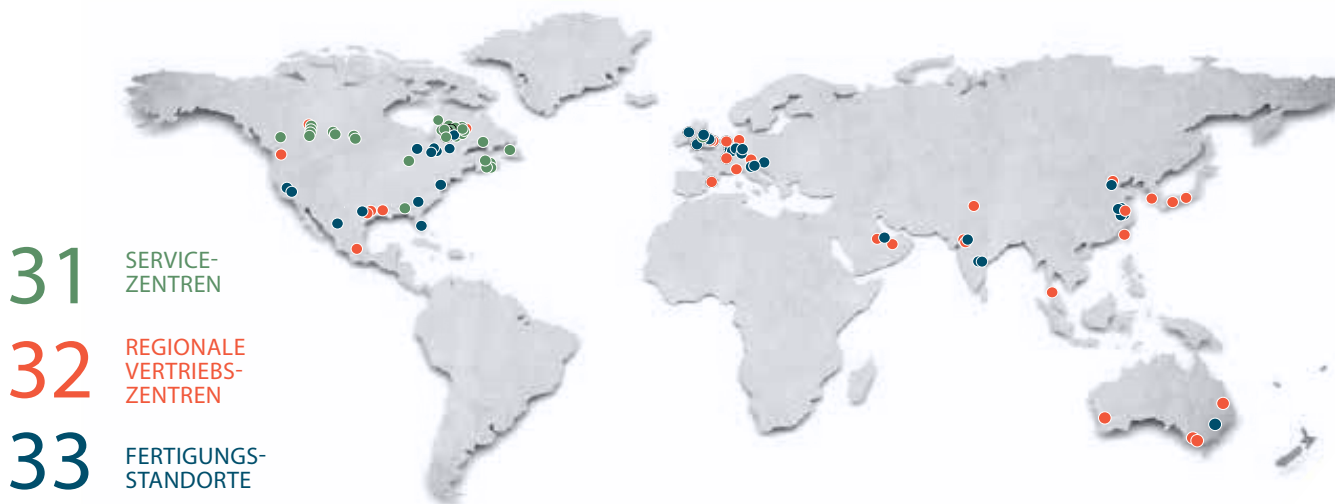 31
SERVICE-
ZENTREN
32
REGIONALE
VERTRIEBS-
ZENTREN
33
FERTIGUNGS-
STANDORTE